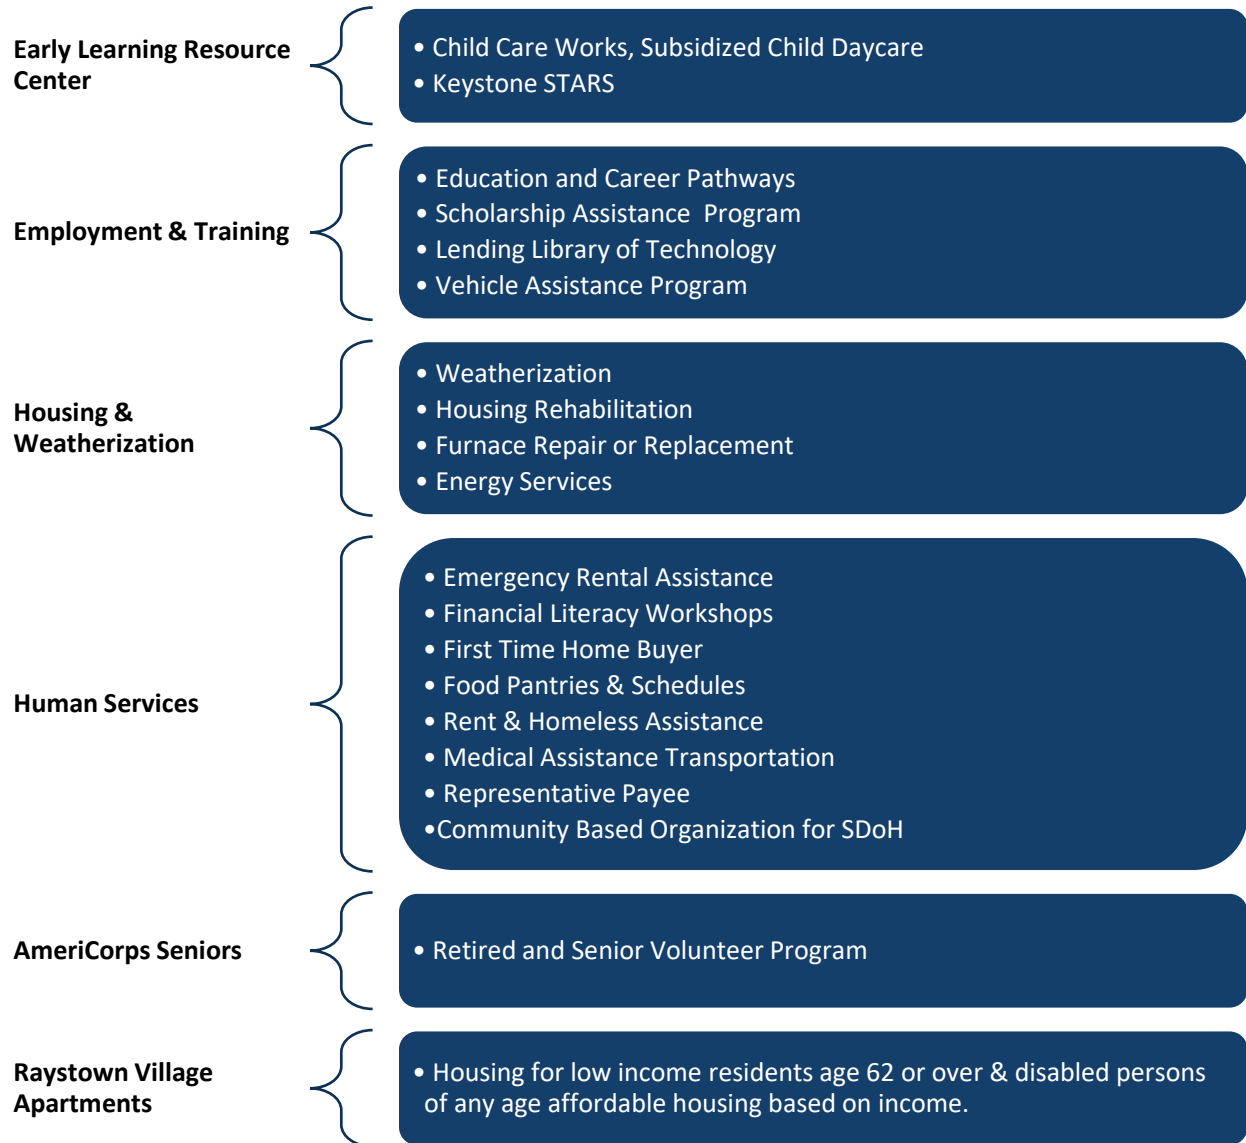 Early Learning Resource
Center
• Child Care Works, Subsidized Child Daycare
• Keystone STARS
Employment & Training
• Education and Career Pathways
• Scholarship Assistance  Program
• Lending Library of Technology
• Vehicle Assistance Program
Housing &
Weatherization
• Weatherization
• Housing Rehabilitation
• Furnace Repair or Replacement
• Energy Services
Human Services
• Emergency Rental Assistance
• Financial Literacy Workshops
• First Time Home Buyer
• Food Pantries & Schedules
• Rent & Homeless Assistance
• Medical Assistance Transportation
• Representative Payee
•Community Based Organization for SDoH
AmeriCorps Seniors
• Retired and Senior Volunteer Program
Raystown Village
Apartments
• Housing for low income residents age 62 or over & disabled persons
of any age affordable housing based on income.